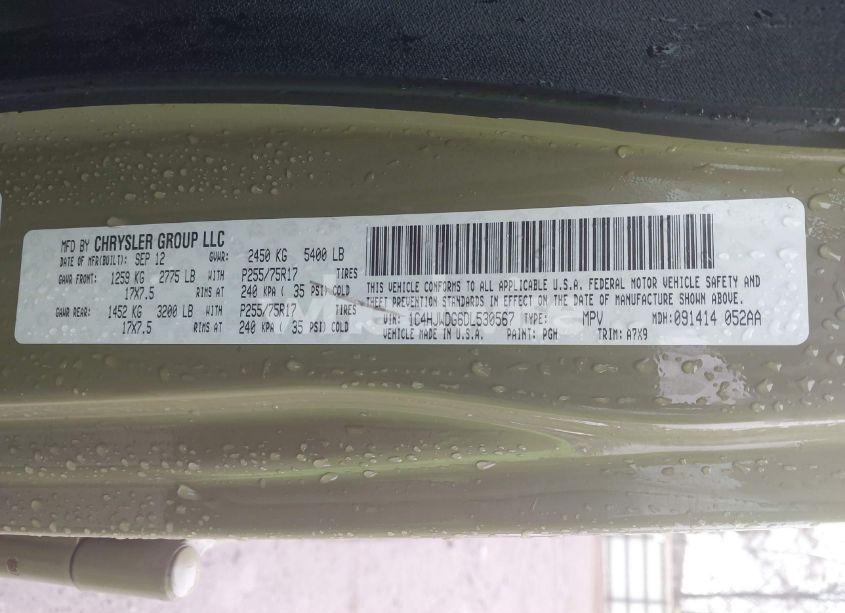 MFD BY CHRYSLER GROUP LLC
DATE OF MFR(BUILT): SEP 12 GVWR: 2450 KG 5400 LB
GAWR FRONT: 1259 KG 2775 LB WITH P255/75R17 TIRES
17X7.5 RIMS AT 240 KPA ( 35 PSI) COLD
GAWR REAR: 1452 KG 3200 LB WITH P255/75R17 TIRES
17X7.5 RIMS AT 240 KPA ( 35 PSI) COLD
THIS VEHICLE CONFORMS TO ALL APPLICABLE U.S.A. FEDERAL MOTOR VEHICLE SAFETY AND
THEFT PREVENTION STANDARDS IN EFFECT ON THE DATE OF MANUFACTURE SHOWN ABOVE.
VIN: 1C4HJWDG6DL530567 TYPE: MPV MDH: 091414 052AA
VEHICLE MADE IN U.S.A. PAINT: PGH TRIM: A7X9